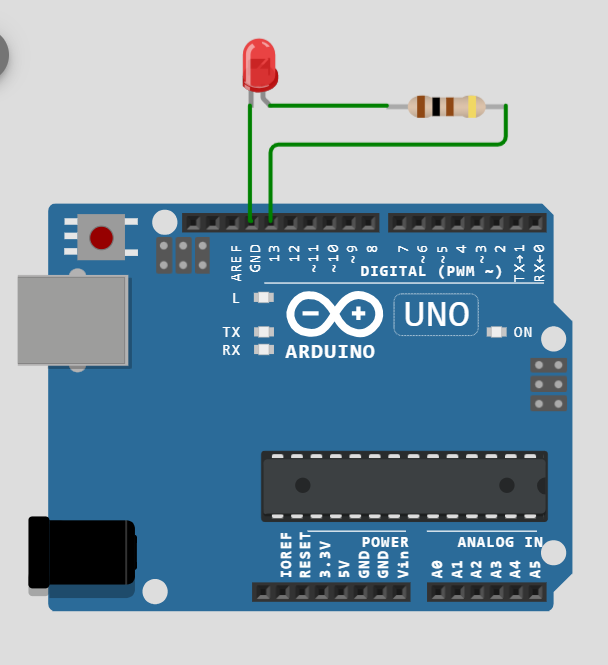 AREF GND 13 12 ~11 ~10 ~9 8 7 ~6 ~5 4 ~3 2 TX→1 RX←0
DIGITAL (PWM ~)
L
TX
RX
UNO
ON
ARDUINO
POWER
ANALOG IN
IOREF RESET 3.3V 5V GND GND Vin A0 A1 A2 A3 A4 A5